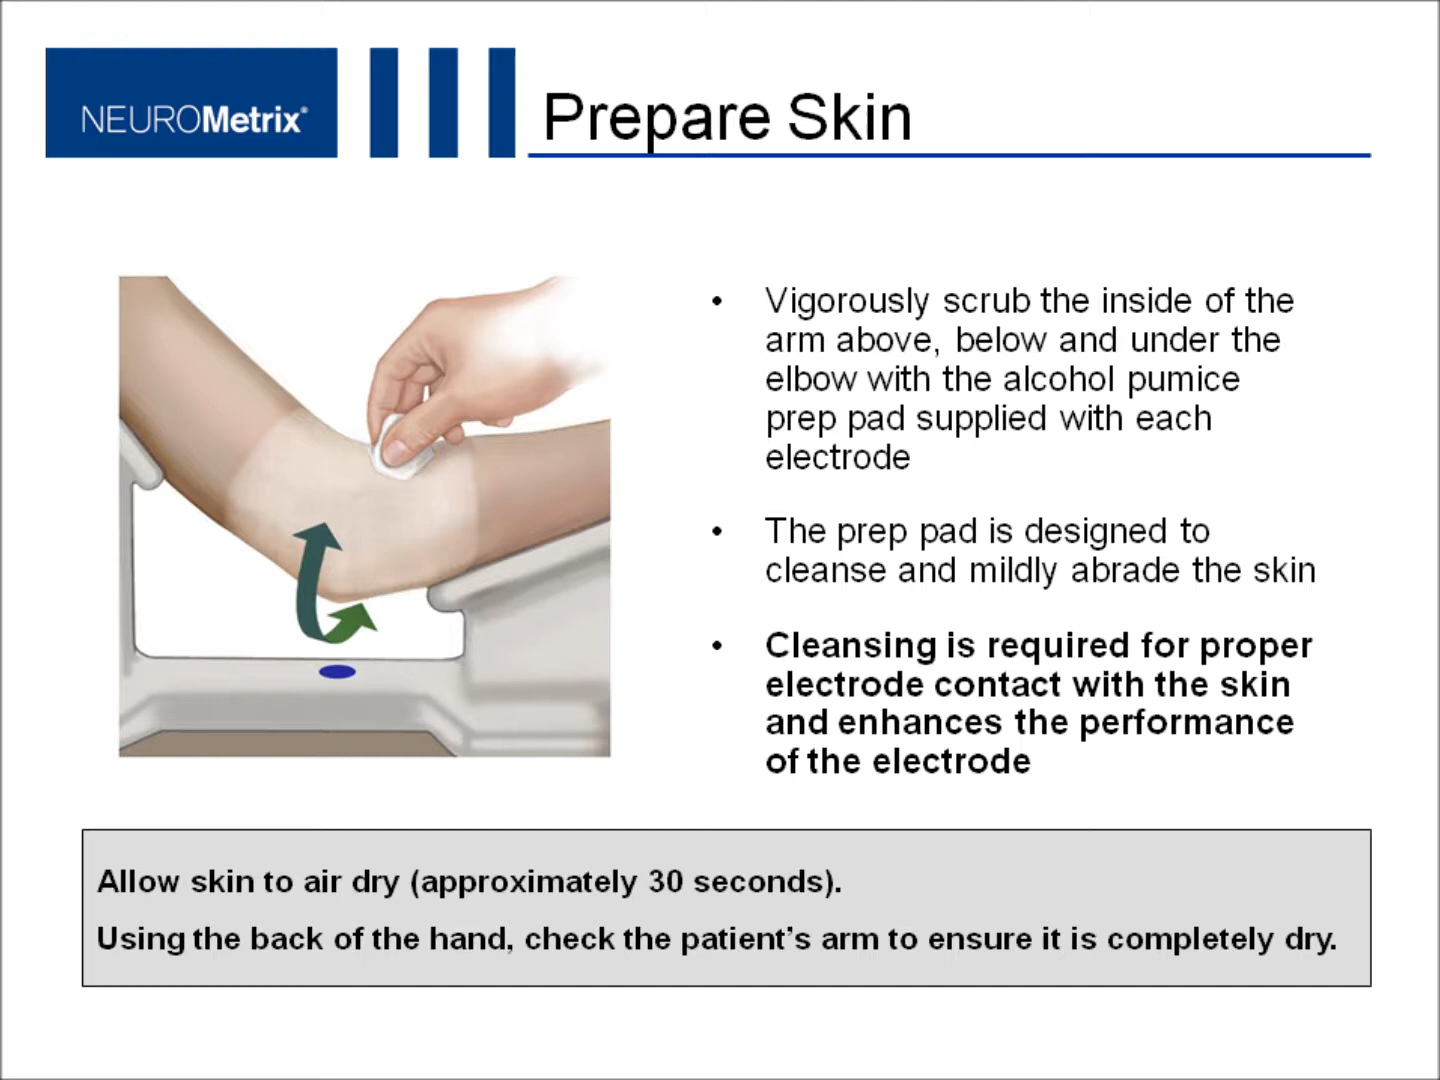 NEUROMetrix®
Prepare Skin
• Vigorously scrub the inside of the
arm above, below and under the
elbow with the alcohol pumice
prep pad supplied with each
electrode
• The prep pad is designed to
cleanse and mildly abrade the skin
• Cleansing is required for proper
electrode contact with the skin
and enhances the performance
of the electrode
Allow skin to air dry (approximately 30 seconds).
Using the back of the hand, check the patient’s arm to ensure it is completely dry.